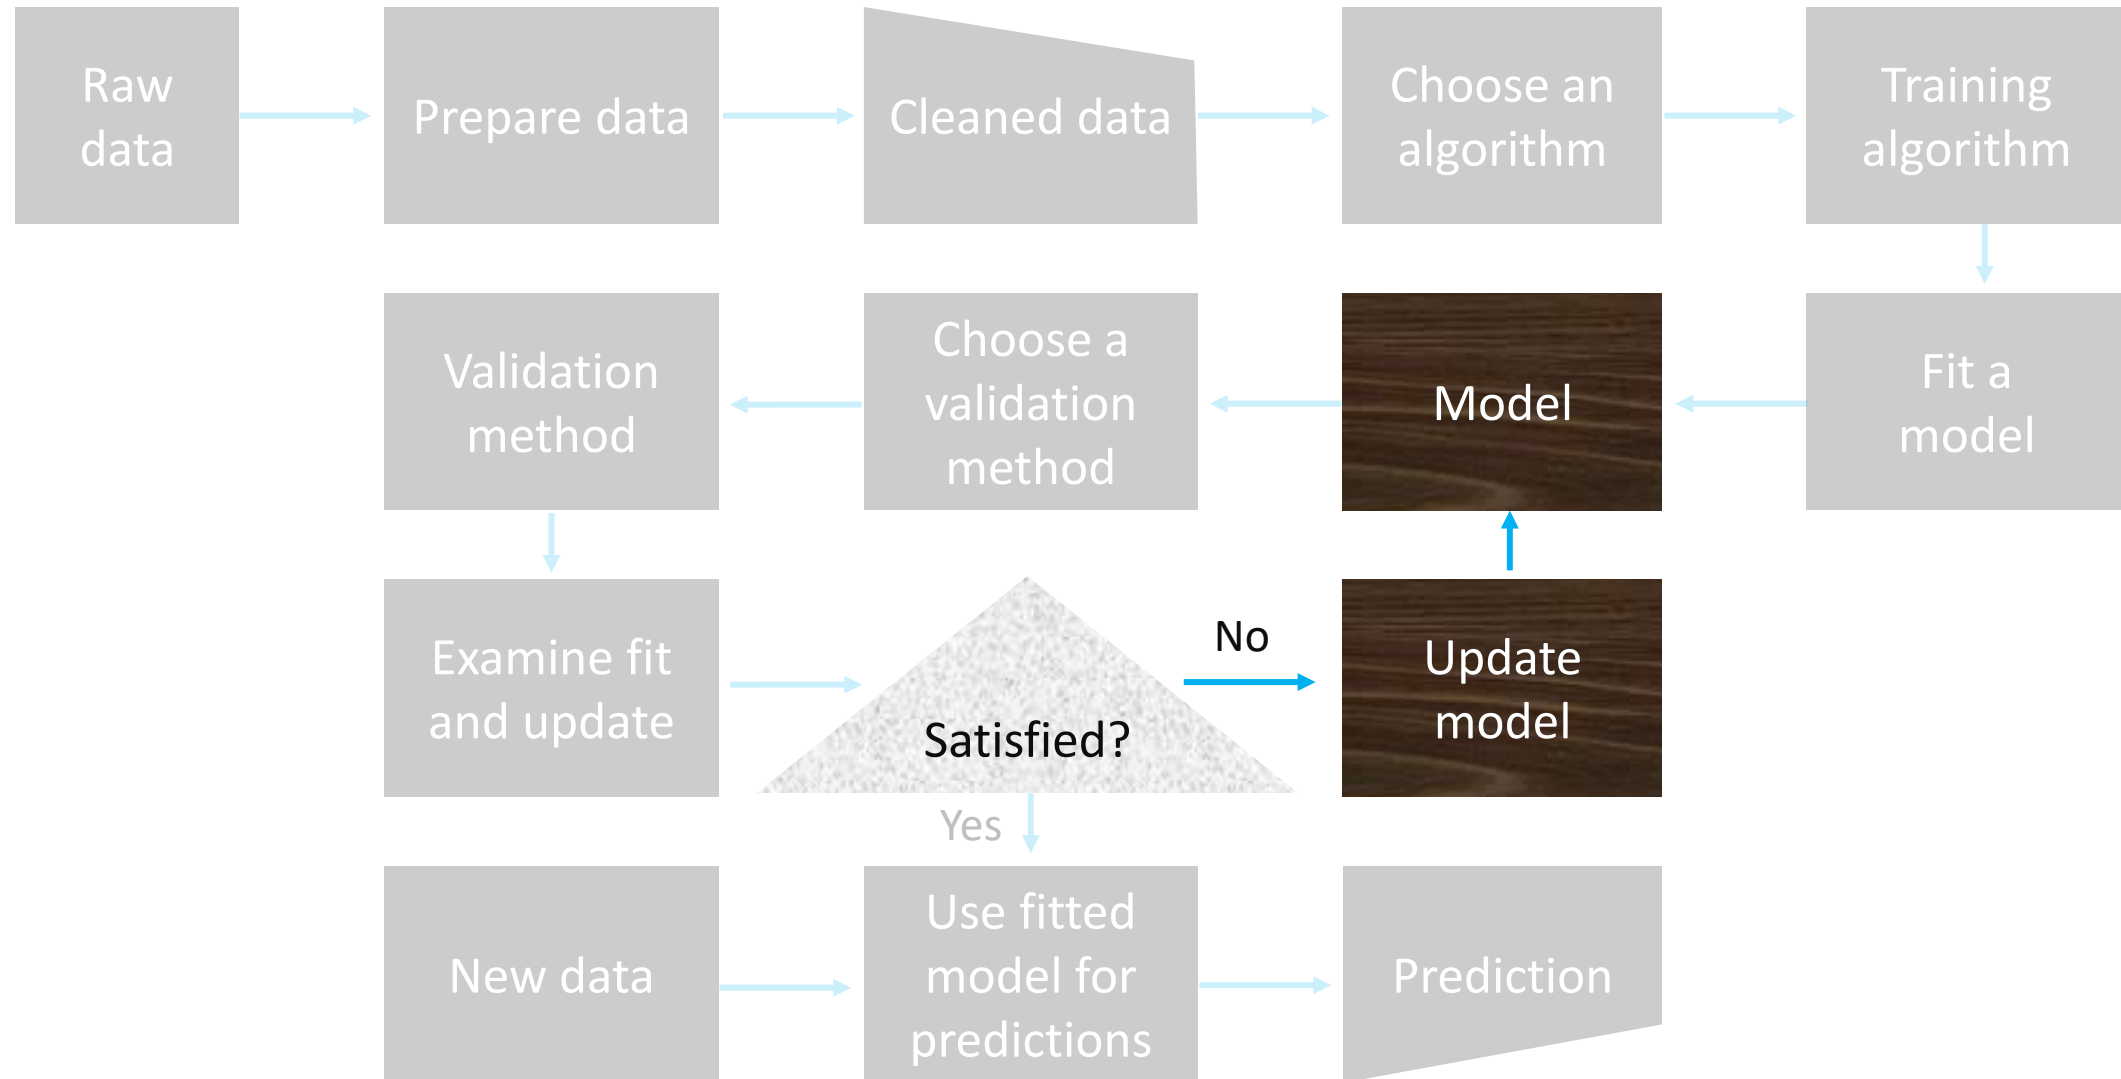 Raw
data
Prepare data
Cleaned data
Choose an
algorithm
Training
algorithm
Validation
method
Choose a
validation
method
Model
Fit a
model
Examine fit
and update
Satisfied?
No
Update
model
Yes
New data
Use fitted
model for
predictions
Prediction